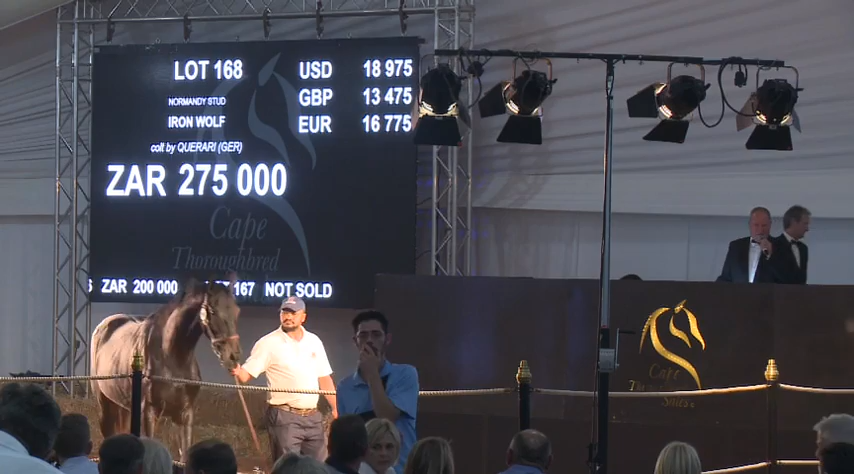 LOT 168 USD 18 975
NORMANDY STUD GBP 13 475
IRON WOLF EUR 16 775
colt by QUERARI (GER)
ZAR 275 000
Cape
Thoroughbred
ZAR 200 000 167 NOT SOLD
Cape
Thoroughbred
Sales